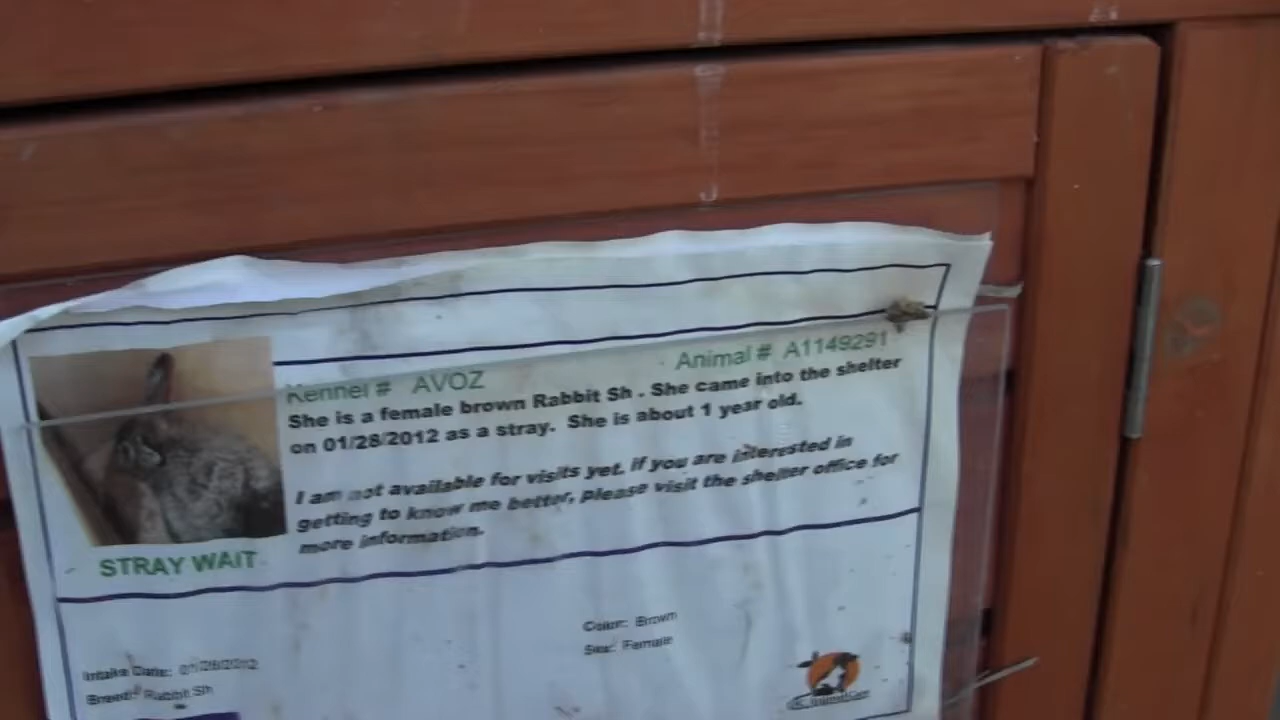 Kennel # AVOZ
Animal # A1149291
She is a female brown Rabbit Sh . She came into the shelter
on 01/28/2012 as a stray. She is about 1 year old.
I am not available for visits yet. If you are interested in
getting to know me better, Please visit the shelter office for
more information.
STRAY WAIT
Color: Brown
Sex: Female
Intake Date: 01/28/2012
Breed: Rabbit Sh